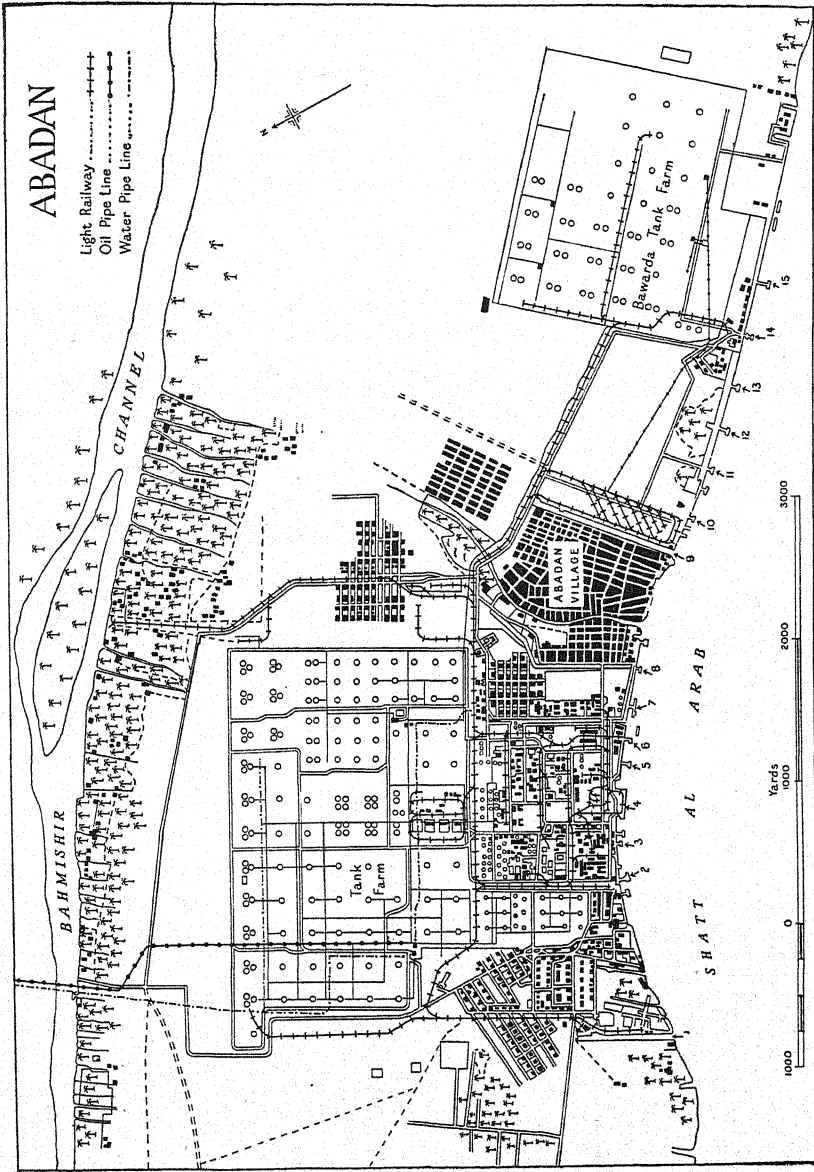 ABADAN
Light Railway
Oil Pipe Line
Water Pipe Line
N
BAHMISHIR CHANNEL
Tank Farm
Bawarda Tank Farm
ABADAN
VILLAGE
SHATT AL ARAB
1
2
3
4
5
6
7
8
9
10
11
12
13
14
15
Yards
1000 0 1000 2000 3000